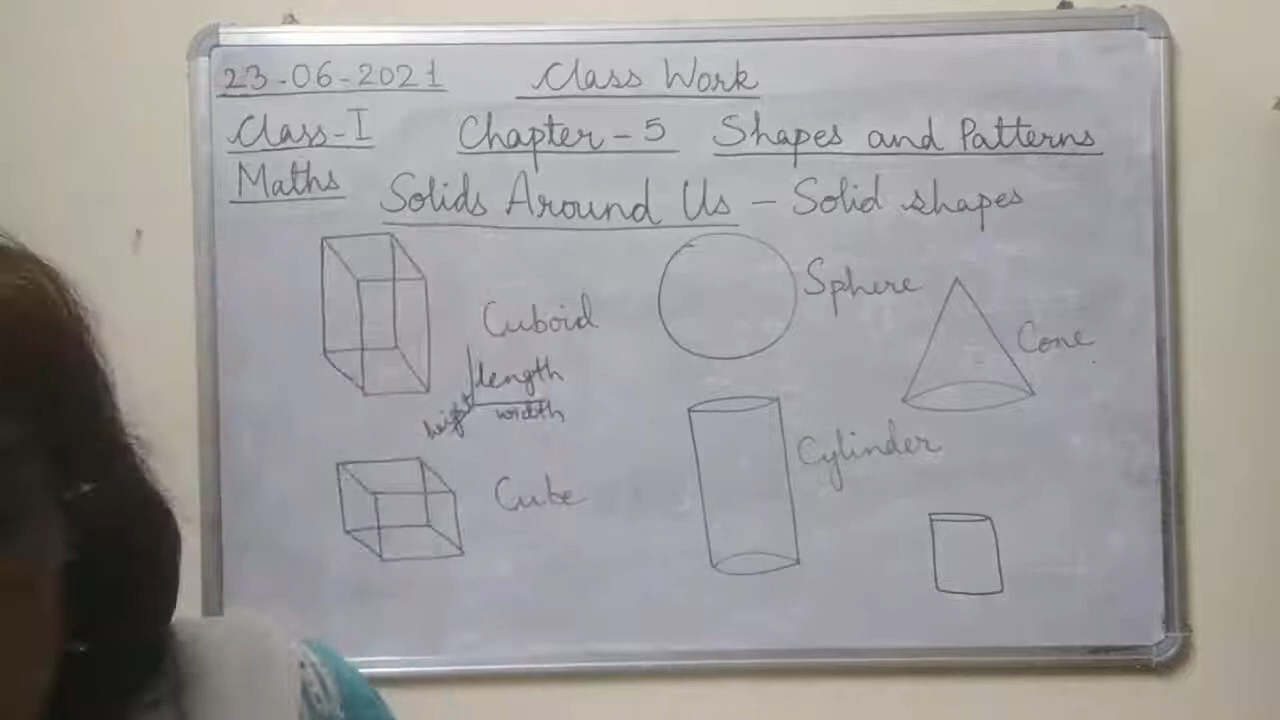 23-06-2021 Class Work
Class-I Chapter-5 Shapes and Patterns
Maths Solids Around Us - Solid shapes
Sphere
Cuboid
Cone
length
width
Cylinder
Cube